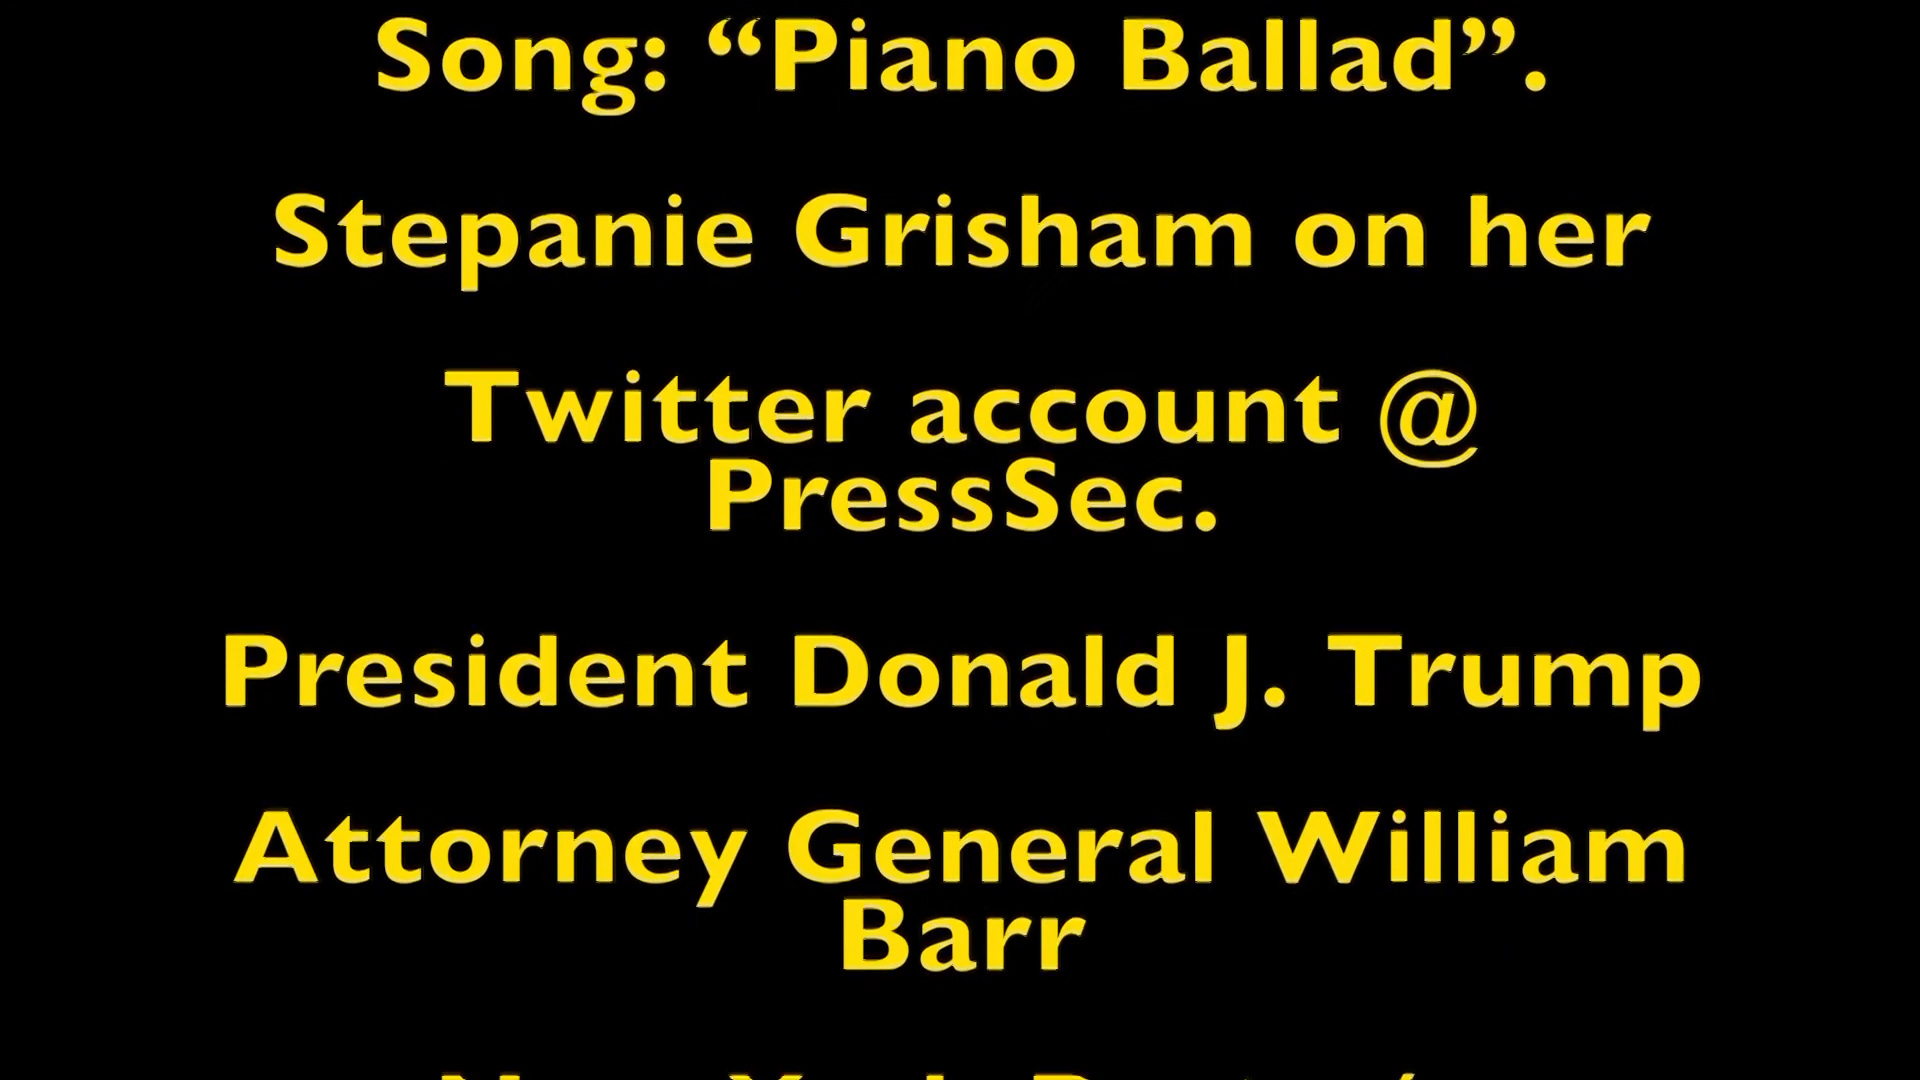 Song: “Piano Ballad”.
Stepanie Grisham on her
Twitter account @
PressSec.
President Donald J. Trump
Attorney General William
Barr